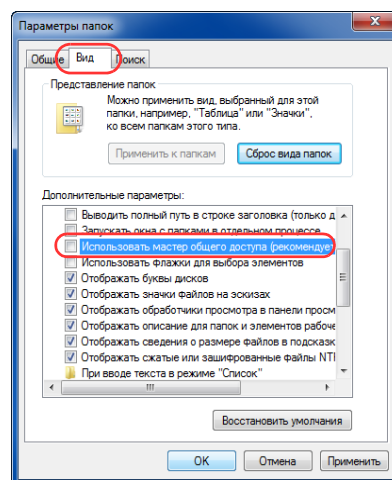 Параметры папок
Общие Вид Поиск
Представление папок
Можно применить вид, выбранный для этой
папки, например, "Таблица" или "Значки",
ко всем папкам этого типа.
Применить к папкам Сброс вида папок
Дополнительные параметры:
Выводить полный путь в строке заголовка (только д
Запускать окна с папками в отдельном процессе
Использовать мастер общего доступа (рекомендует
Использовать флажки для выбора элементов
Отображать буквы дисков
Отображать значки файлов на эскизах
Отображать обработчики просмотра в панели просм
Отображать описание для папок и элементов рабоче
Отображать сведения о размере файлов в подсказк
Отображать сжатые или зашифрованные файлы NTI
При вводе текста в режиме "Список"
Восстановить умолчания
OK Отмена Применить